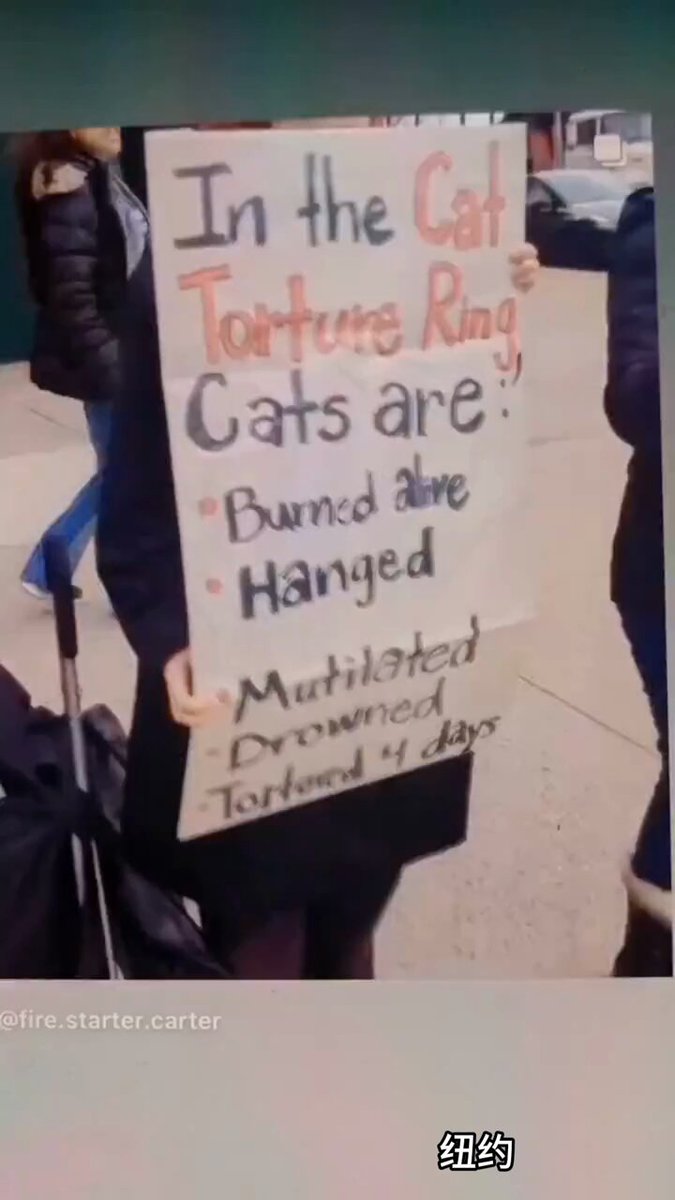 In the Cat
Torture Ring,
Cats are:
• Burned alive
• Hanged
• Mutilated
- Drowned
- Tortured 4 days
@fire.starter.carter
纽约